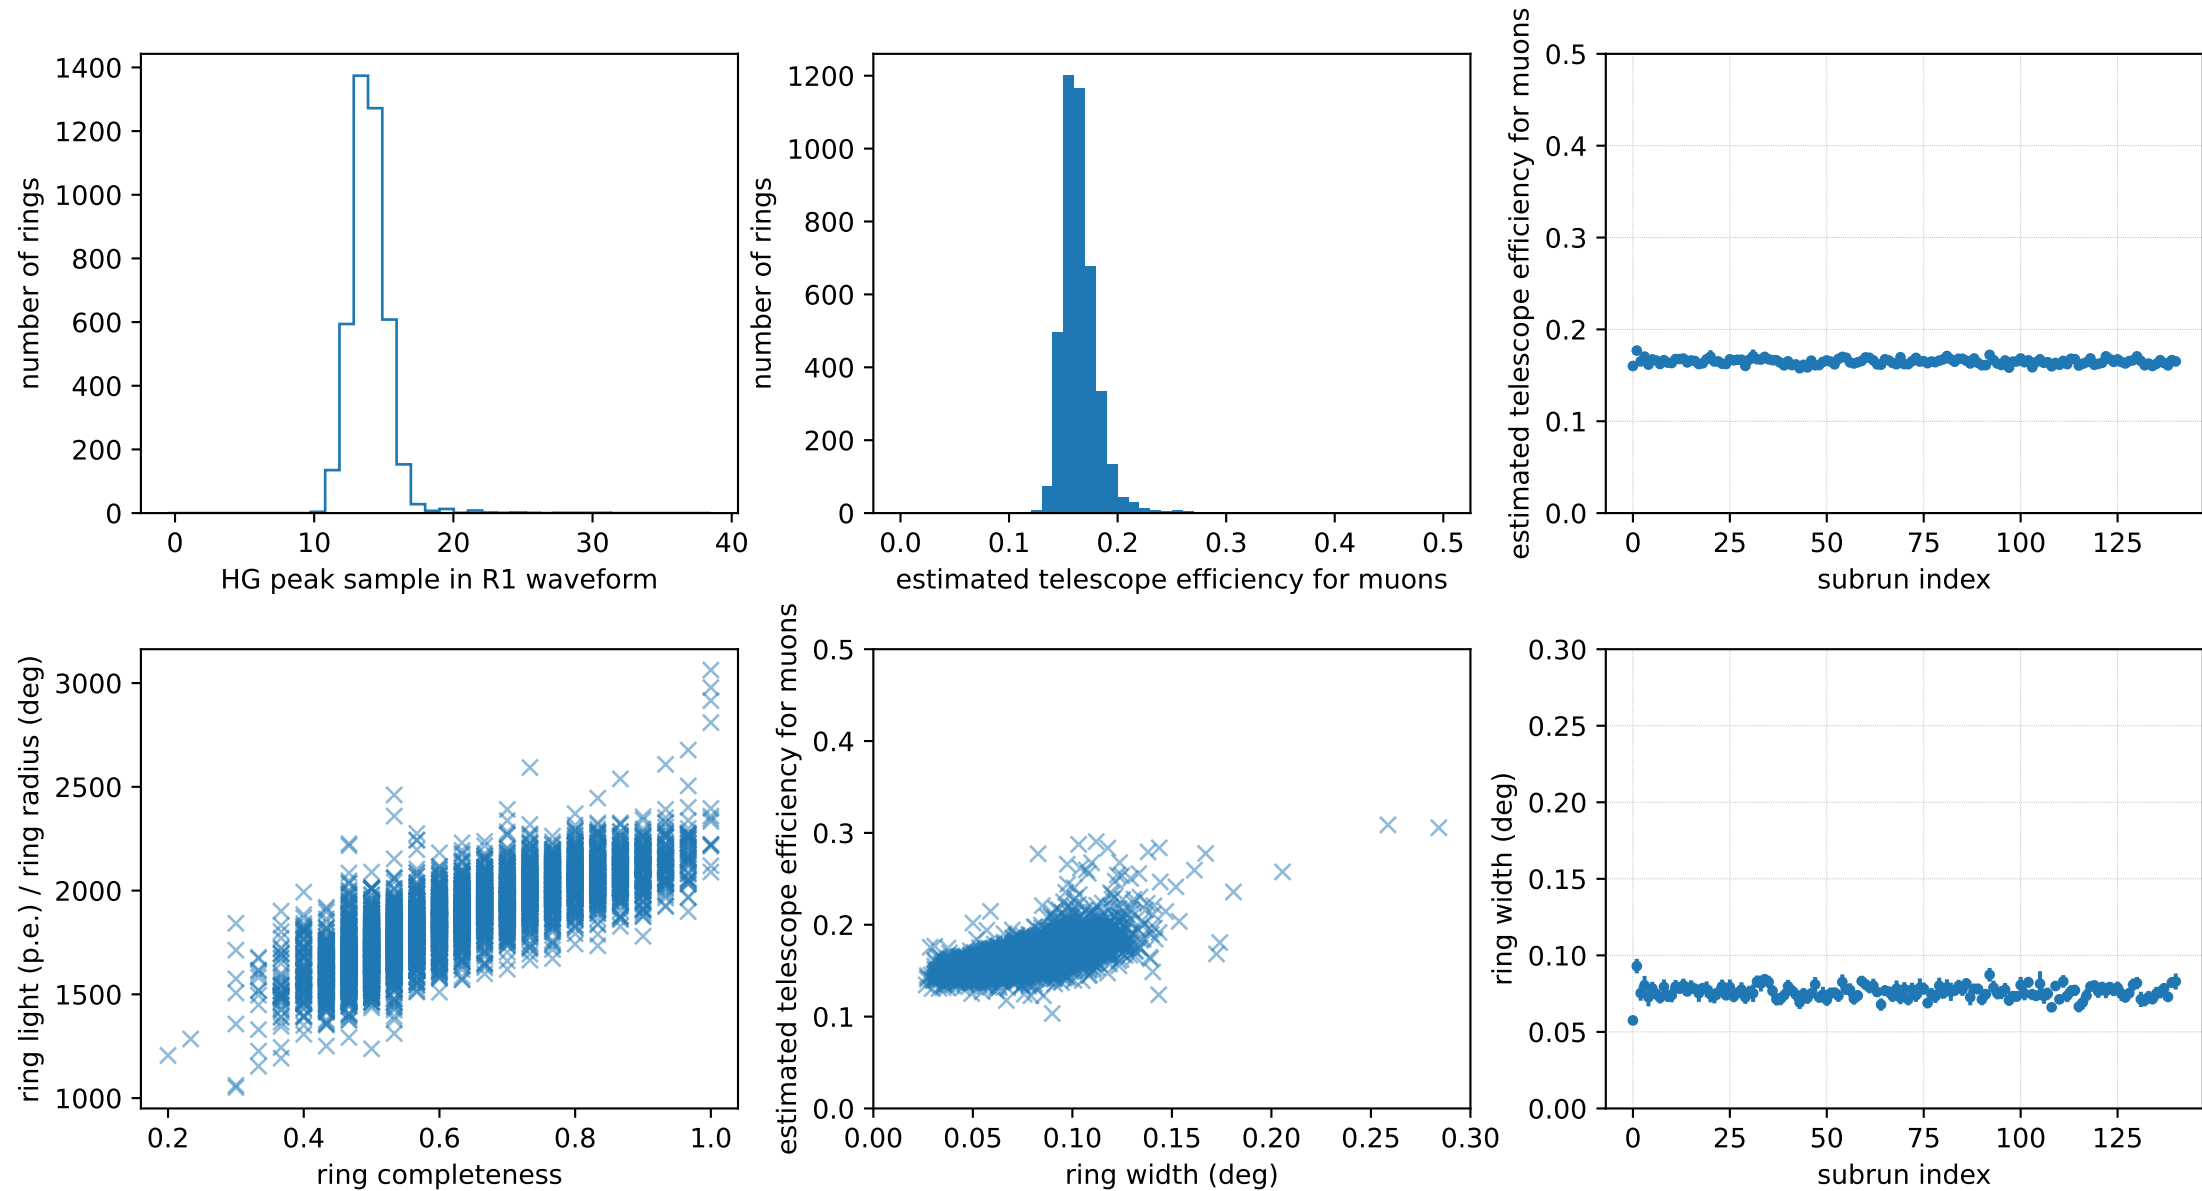 1400
1200
1000
800
600
400
200
0
number of rings
0 10 20 30 40
HG peak sample in R1 waveform
1200
1000
800
600
400
200
0
number of rings
0.0 0.1 0.2 0.3 0.4 0.5
estimated telescope efficiency for muons
0.5
0.4
0.3
0.2
0.1
0.0
estimated telescope efficiency for muons
0 25 50 75 100 125
subrun index
3000
2500
2000
1500
1000
ring light (p.e.) / ring radius (deg)
0.2 0.4 0.6 0.8 1.0
ring completeness
0.5
0.4
0.3
0.2
0.1
0.0
estimated telescope efficiency for muons
0.00 0.05 0.10 0.15 0.20 0.25 0.30
ring width (deg)
0.30
0.25
0.20
0.15
0.10
0.05
0.00
ring width (deg)
0 25 50 75 100 125
subrun index